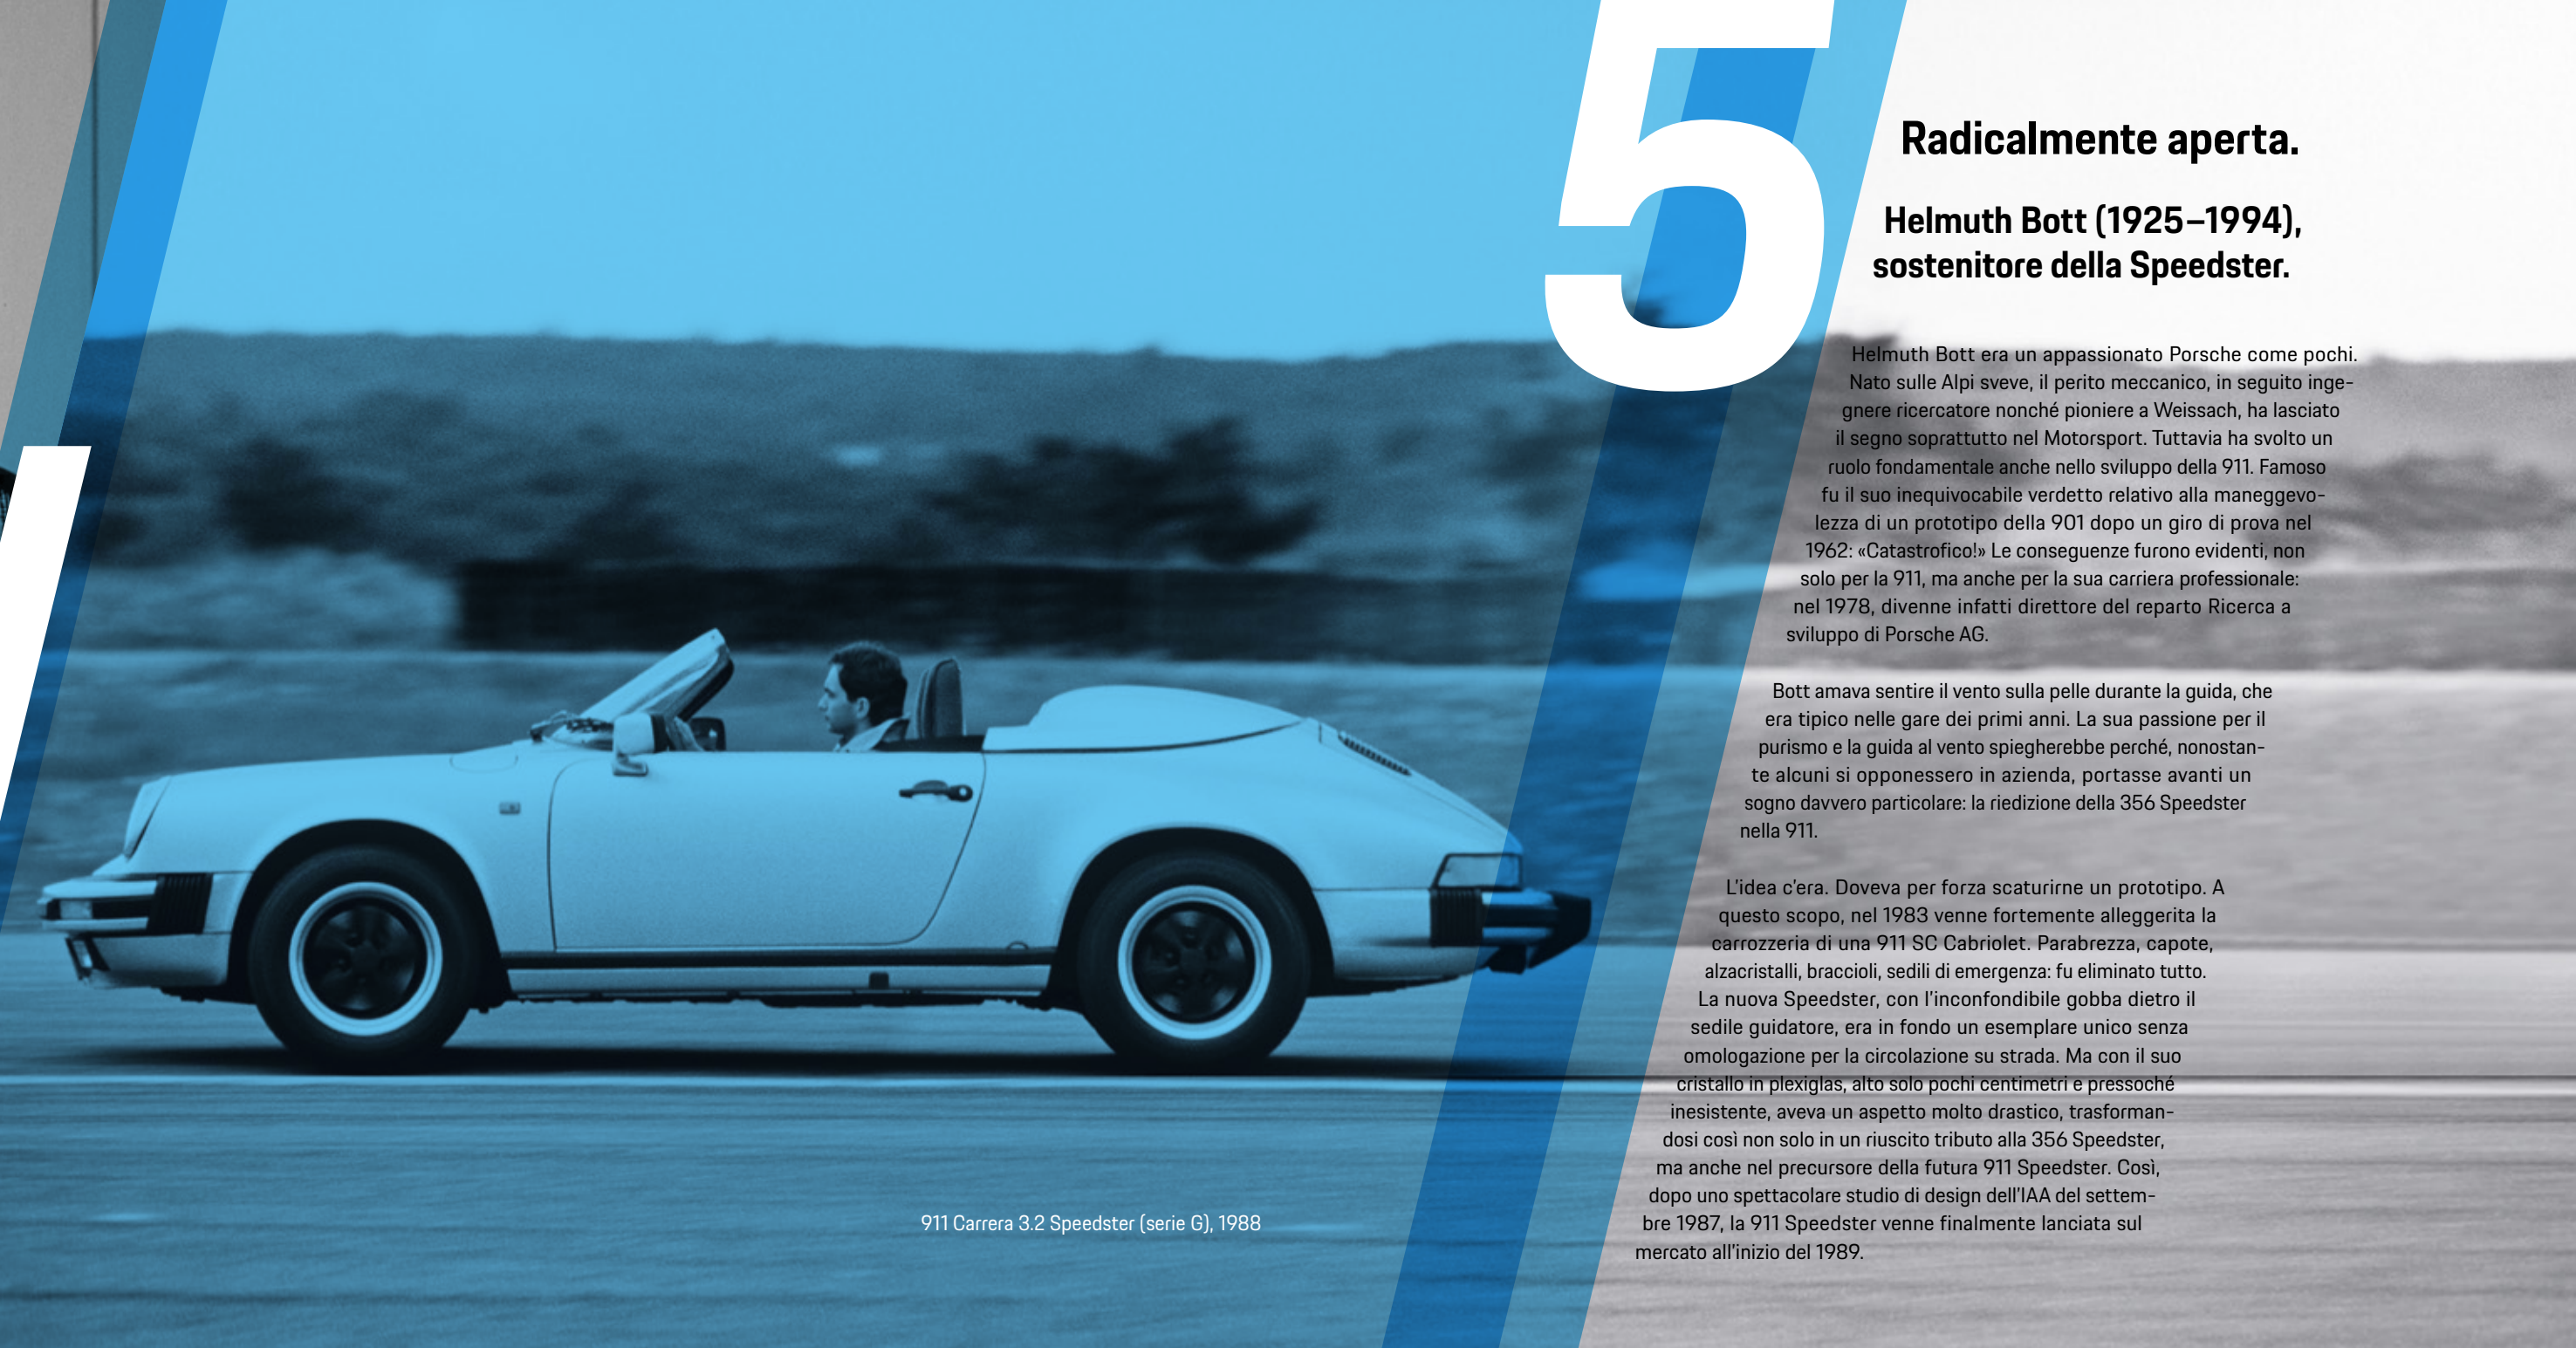 5
Radicalmente aperta.
Helmuth Bott (1925–1994),
sostenitore della Speedster.
Helmuth Bott era un appassionato Porsche come pochi.
Nato sulle Alpi sveve, il perito meccanico, in seguito inge-
gnere ricercatore nonché pioniere a Weissach, ha lasciato
il segno soprattutto nel Motorsport. Tuttavia ha svolto un
ruolo fondamentale anche nello sviluppo della 911. Famoso
fu il suo inequivocabile verdetto relativo alla maneggevo-
lezza di un prototipo della 901 dopo un giro di prova nel
1962: «Catastrofico!» Le conseguenze furono evidenti, non
solo per la 911, ma anche per la sua carriera professionale:
nel 1978, divenne infatti direttore del reparto Ricerca a
sviluppo di Porsche AG.
Bott amava sentire il vento sulla pelle durante la guida, che
era tipico nelle gare dei primi anni. La sua passione per il
purismo e la guida al vento spiegherebbe perché, nonostan-
te alcuni si opponessero in azienda, portasse avanti un
sogno davvero particolare: la riedizione della 356 Speedster
nella 911.
L'idea c'era. Doveva per forza scaturirne un prototipo. A
questo scopo, nel 1983 venne fortemente alleggerita la
carrozzeria di una 911 SC Cabriolet. Parabrezza, capote,
alzacristalli, braccioli, sedili di emergenza: fu eliminato tutto.
La nuova Speedster, con l'inconfondibile gobba dietro il
sedile guidatore, era in fondo un esemplare unico senza
omologazione per la circolazione su strada. Ma con il suo
cristallo in plexiglas, alto solo pochi centimetri e pressoché
inesistente, aveva un aspetto molto drastico, trasforman-
dosi così non solo in un riuscito tributo alla 356 Speedster,
ma anche nel precursore della futura 911 Speedster. Così,
dopo uno spettacolare studio di design dell'IAA del settem-
bre 1987, la 911 Speedster venne finalmente lanciata sul
mercato all'inizio del 1989.
911 Carrera 3.2 Speedster (serie G), 1988